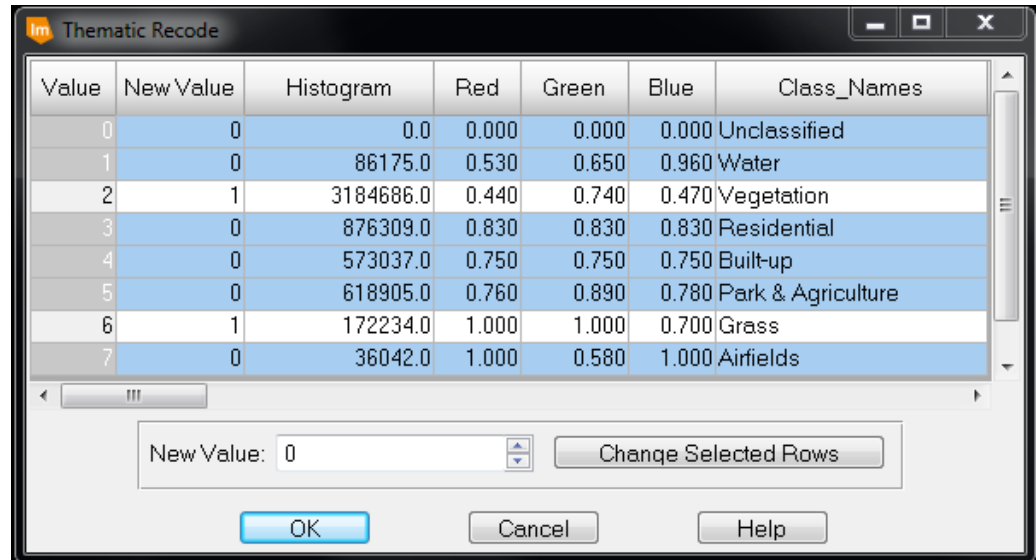 Im Thematic Recode
Value New Value Histogram Red Green Blue Class_Names
0 0 0.0 0.000 0.000 0.000 Unclassified
1 0 86175.0 0.530 0.650 0.960 Water
2 1 3184686.0 0.440 0.740 0.470 Vegetation
3 0 876309.0 0.830 0.830 0.830 Residential
4 0 573037.0 0.750 0.750 0.750 Built-up
5 0 618905.0 0.760 0.890 0.780 Park & Agriculture
6 1 172234.0 1.000 1.000 0.700 Grass
7 0 36042.0 1.000 0.580 1.000 Airfields
New Value: 0 Change Selected Rows
OK Cancel Help